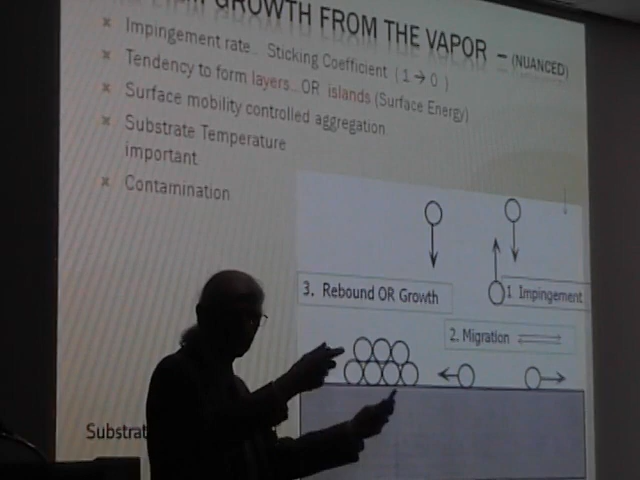 GROWTH FROM THE VAPOR – (NUANCED)
Impingement rate.. Sticking Coefficient ( 1 → 0 )
Tendency to form layers...OR islands (Surface Energy)
Surface mobility controlled aggregation
Substrate Temperature
important
Contamination
3. Rebound OR Growth
1. Impingement
2. Migration
Substrat